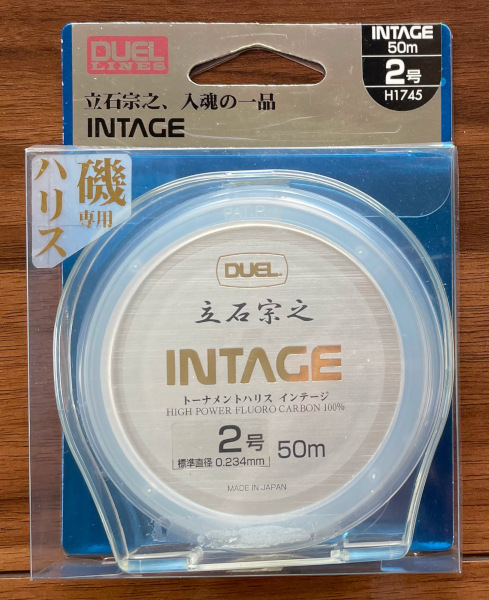 DUEL
LINES
INTAGE
50m
2号
H1745
立石宗之、入魂の一品
INTAGE
磯
専用
ハリス
DUEL
立石宗之
INTAGE
トーナメントハリス インテージ
HIGH POWER FLUORO CARBON 100%
2号 50m
標準直径 0.234mm
MADE IN JAPAN